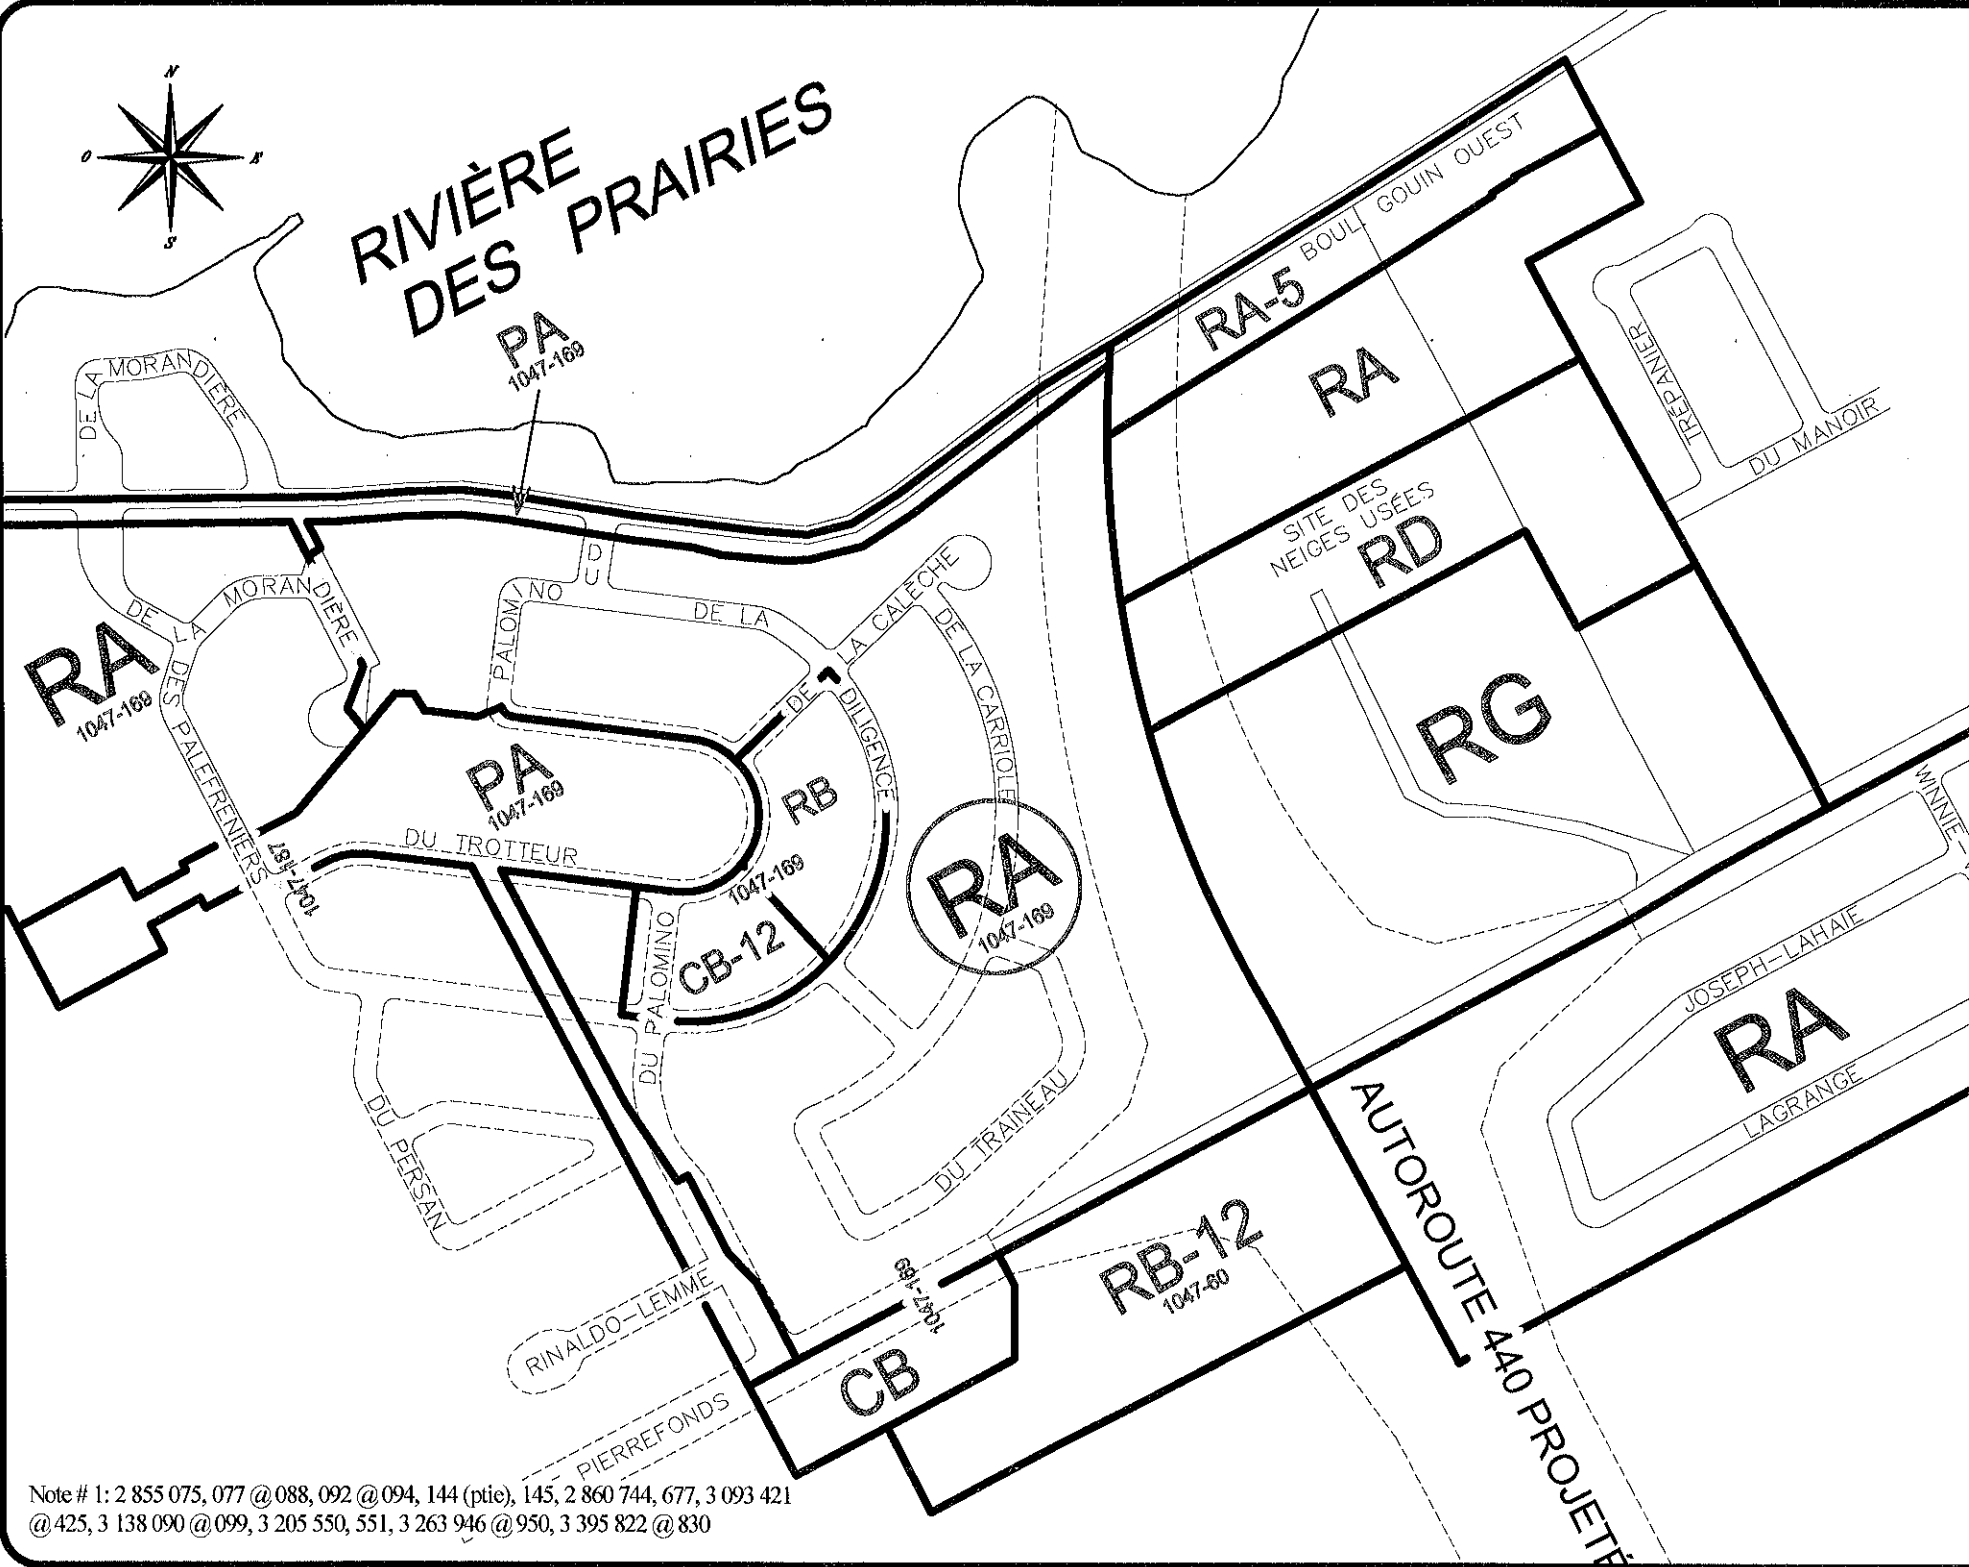 N
O
E
S
RIVIÈRE
DES PRAIRIES
PA
1047-169
BOUL. GOUIN OUEST
RA-5
RA
DE LA MORANDIÈRE
TRÉPANIER
DU MANOIR
SITE DES
NEIGES USÉES
RD
DE LA MORANDIÈRE
RA
1047-169
DU PALOMINO
DE LA DILIGENCE
DE LA CALÈCHE
DE LA CARRIOLE
DES PALEFRENIERS
PA
1047-169
RB
1047-169
RG
WINNIE-
DU TROTTEUR
1047-187
RA
1047-169
CB-12
DU PALOMINO
JOSEPH-LAHAIE
RA
LAGRANGE
DU PERSAN
DU TRAINEAU
AUTOROUTE 440 PROJETÉ
RB-12
1047-60
1047-169
RINALDO-LEMME
CB
PIERREFONDS
Note # 1: 2 855 075, 077 @ 088, 092 @ 094, 144 (ptie), 145, 2 860 744, 677, 3 093 421
@ 425, 3 138 090 @ 099, 3 205 550, 551, 3 263 946 @ 950, 3 395 822 @ 830